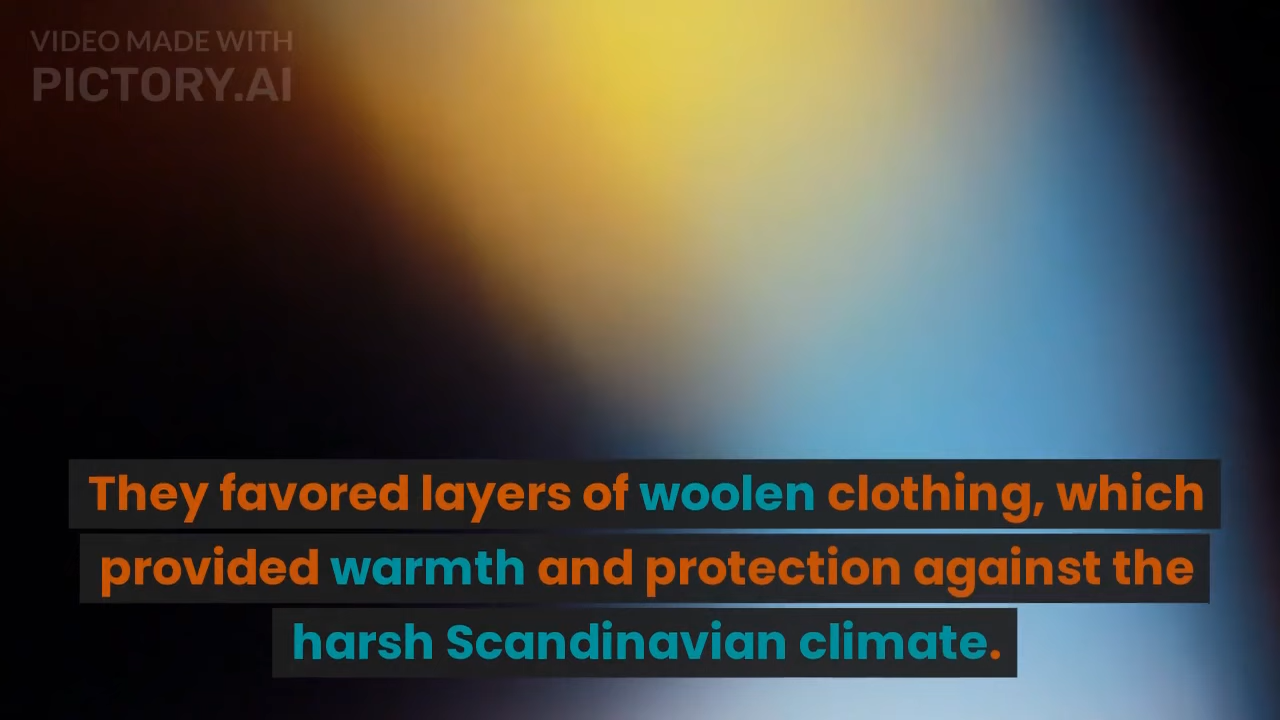 VIDEO MADE WITH
PICTORY.AI
They favored layers of woolen clothing, which
provided warmth and protection against the
harsh Scandinavian climate.